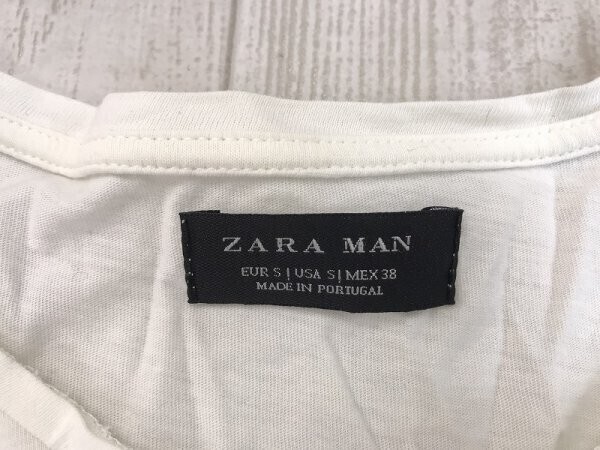 ZARA MAN
EUR S | USA S | MEX 38
MADE IN PORTUGAL